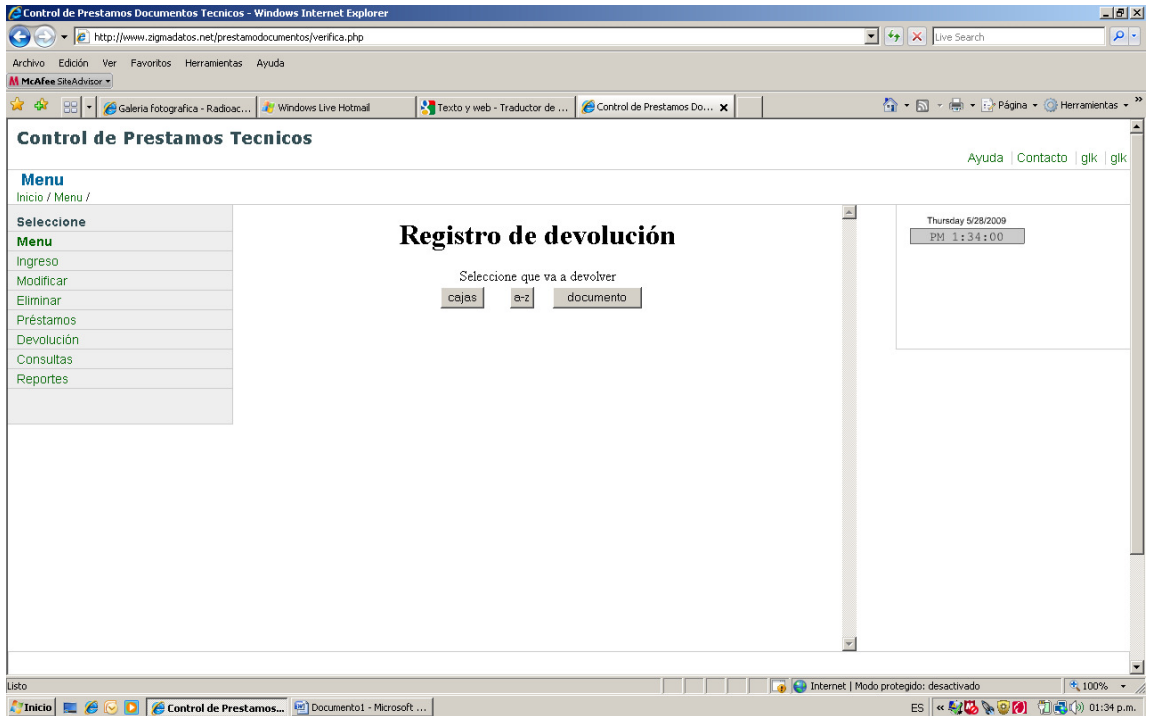 Control de Prestamos Documentos Tecnicos - Windows Internet Explorer
http://www.zigmadatos.net/prestamodocumentos/verifica.php
Live Search
Archivo Edición Ver Favoritos Herramientas Ayuda
McAfee SiteAdvisor
Galeria fotografica - Radioac... Windows Live Hotmail Texto y web - Traductor de ... Control de Prestamos Do... Página Herramientas
Control de Prestamos Tecnicos
Ayuda Contacto glk glk
Menu
Inicio / Menu /
Seleccione
Menu
Ingreso
Modificar
Eliminar
Préstamos
Devolución
Consultas
Reportes
Registro de devolución
Seleccione que va a devolver
cajas a-z documento
Thursday 5/28/2009
PM 1:34:00
Listo
Internet | Modo protegido: desactivado
100%
Inicio Control de Prestamos... Documento1 - Microsoft ... ES 01:34 p.m.